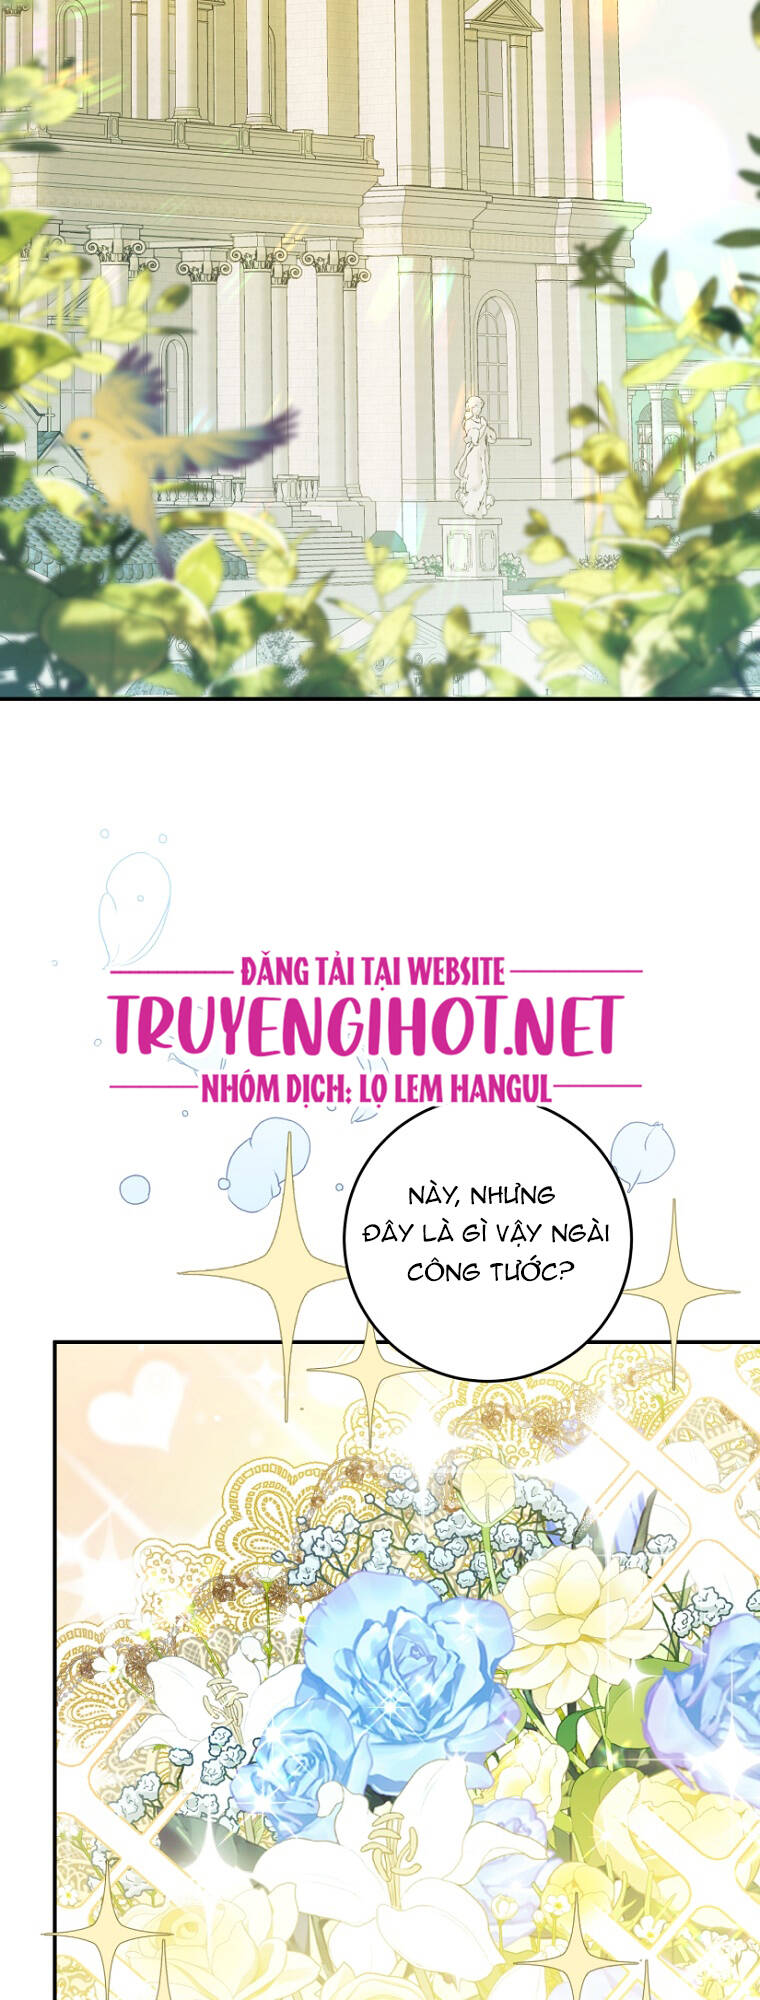 ĐĂNG TẢI TẠI WEBSITE
TRUYENGIHOT.NET
NHÓM DỊCH: LỌ LEM HANGUL
NÀY, NHƯNG
ĐÂY LÀ GÌ VẬY NGÀI
CÔNG TƯỚC?